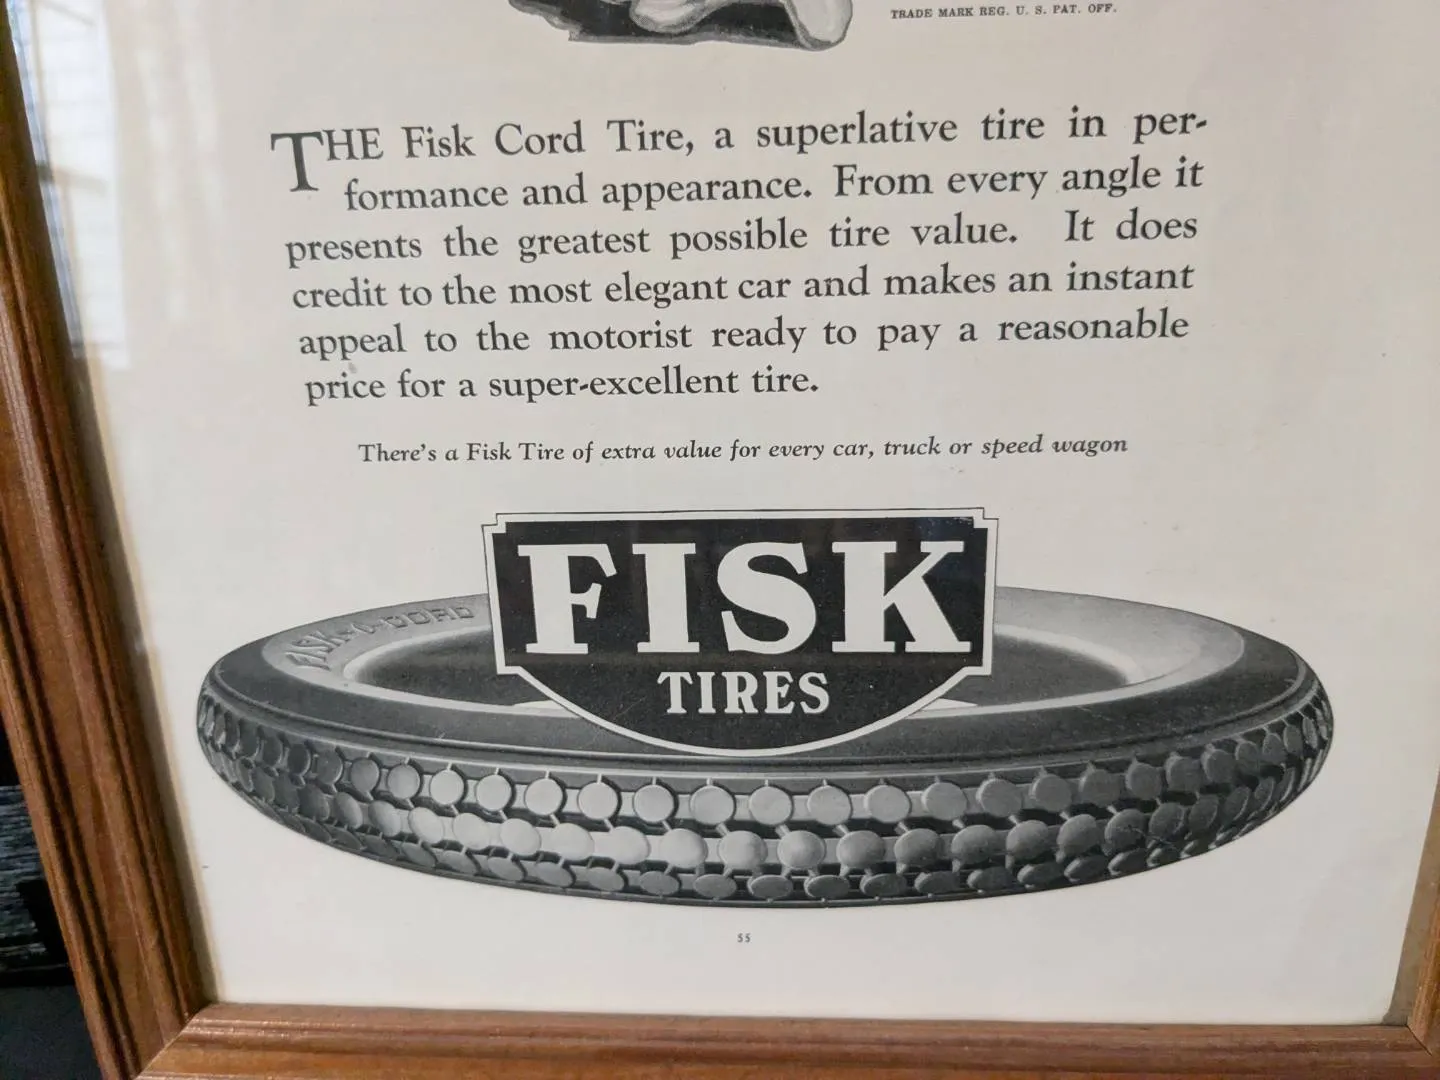 TRADE MARK REG. U. S. PAT. OFF.
THE Fisk Cord Tire, a superlative tire in per-
formance and appearance. From every angle it
presents the greatest possible tire value. It does
credit to the most elegant car and makes an instant
appeal to the motorist ready to pay a reasonable
price for a super-excellent tire.
There's a Fisk Tire of extra value for every car, truck or speed wagon
FISK
TIRES
FISK-CORD
55